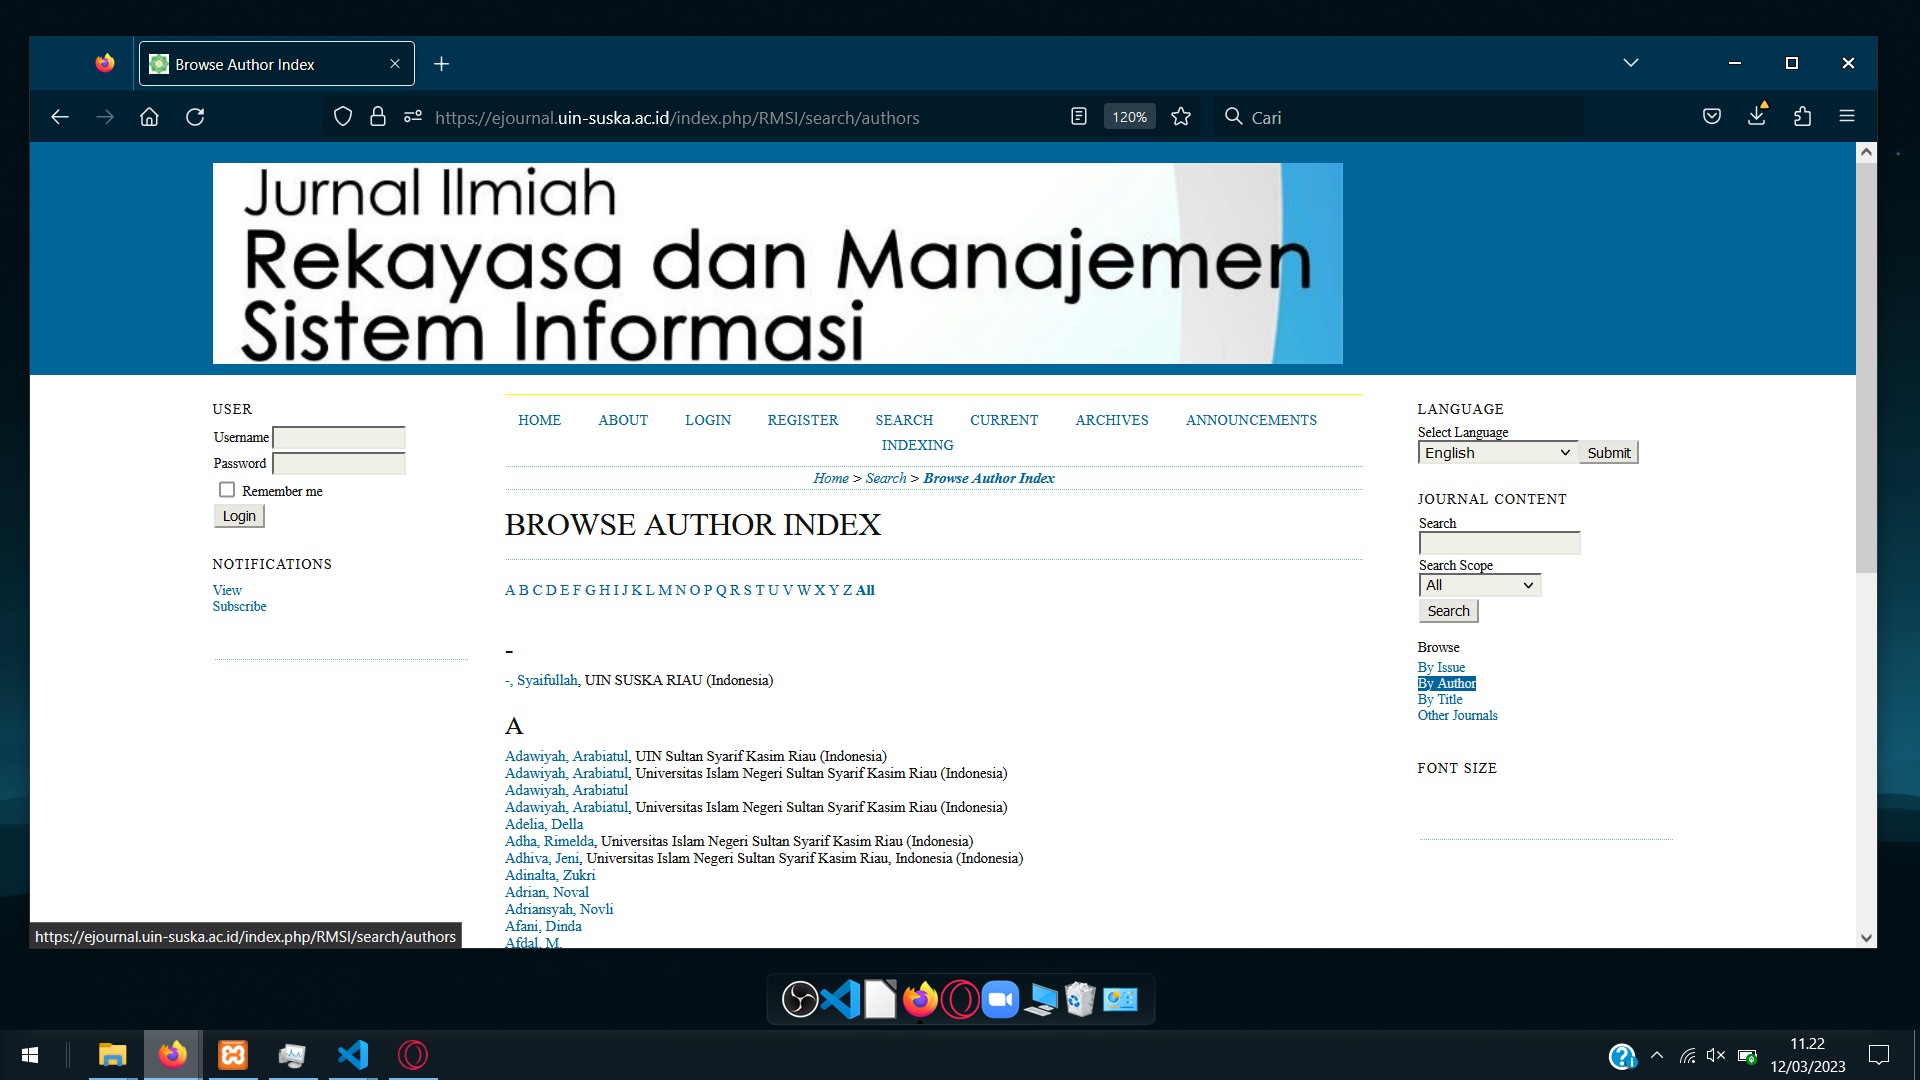 Browse Author Index
https://ejournal.uin-suska.ac.id/index.php/RMSI/search/authors
120%
Cari
Jurnal Ilmiah
Rekayasa dan Manajemen
Sistem Informasi
USER
Username
Password
Remember me
Login
NOTIFICATIONS
View
Subscribe
HOME ABOUT LOGIN REGISTER SEARCH CURRENT ARCHIVES ANNOUNCEMENTS
INDEXING
Home > Search > Browse Author Index
BROWSE AUTHOR INDEX
A B C D E F G H I J K L M N O P Q R S T U V W X Y Z All
-
-, Syaifullah, UIN SUSKA RIAU (Indonesia)
A
Adawiyah, Arabiatul, UIN Sultan Syarif Kasim Riau (Indonesia)
Adawiyah, Arabiatul, Universitas Islam Negeri Sultan Syarif Kasim Riau (Indonesia)
Adawiyah, Arabiatul
Adawiyah, Arabiatul, Universitas Islam Negeri Sultan Syarif Kasim Riau (Indonesia)
Adelia, Della
Adha, Rimelda, Universitas Islam Negeri Sultan Syarif Kasim Riau (Indonesia)
Adhiva, Jeni, Universitas Islam Negeri Sultan Syarif Kasim Riau, Indonesia (Indonesia)
Adinalta, Zukri
Adrian, Noval
Adriansyah, Novli
Afani, Dinda
Afdal, M.
LANGUAGE
Select Language
English Submit
JOURNAL CONTENT
Search
Search Scope
All
Search
Browse
By Issue
By Author
By Title
Other Journals
FONT SIZE
https://ejournal.uin-suska.ac.id/index.php/RMSI/search/authors
11.22
12/03/2023